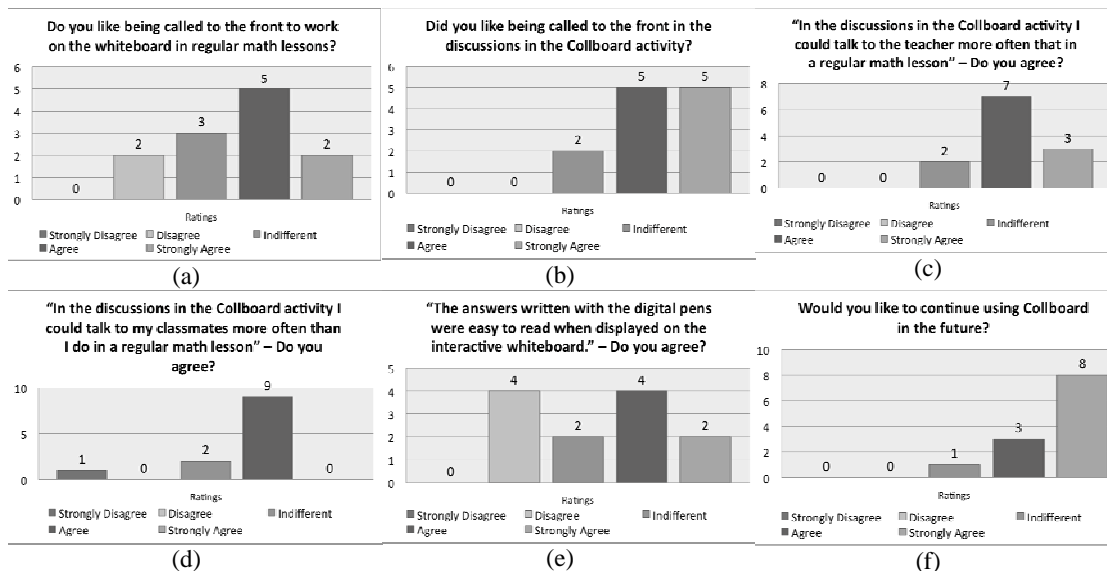 Do you like being called to the front to work
on the whiteboard in regular math lessons?
6
5
4
3
2
1
0
0
2
3
5
2
Ratings
Strongly Disagree Disagree Indifferent
Agree Strongly Agree
(a)
Did you like being called to the front in the
discussions in the Collboard activity?
6
5
4
3
2
1
0
0
0
2
5
5
Ratings
Strongly Disagree Disagree Indifferent
Agree Strongly Agree
(b)
“In the discussions in the Collboard activity I
could talk to the teacher more often that in
a regular math lesson” – Do you agree?
8
6
4
2
0
0
0
2
7
3
Ratings
Strongly Disagree Disagree Indifferent
Agree Strongly Agree
(c)
“In the discussions in the Collboard activity I
could talk to my classmates more often than
I do in a regular math lesson” – Do you
agree?
10
5
0
1
0
2
9
0
Ratings
Strongly Disagree Disagree Indifferent
Agree Strongly Agree
(d)
“The answers written with the digital pens
were easy to read when displayed on the
interactive whiteboard.” – Do you agree?
5
4
3
2
1
0
0
4
2
4
2
Ratings
Strongly Disagree Disagree Indifferent
Agree Strongly Agree
(e)
Would you like to continue using Collboard
in the future?
10
8
6
4
2
0
0
0
1
3
8
Ratings
Strongly Disagree Disagree Indifferent
Agree Strongly Agree
(f)